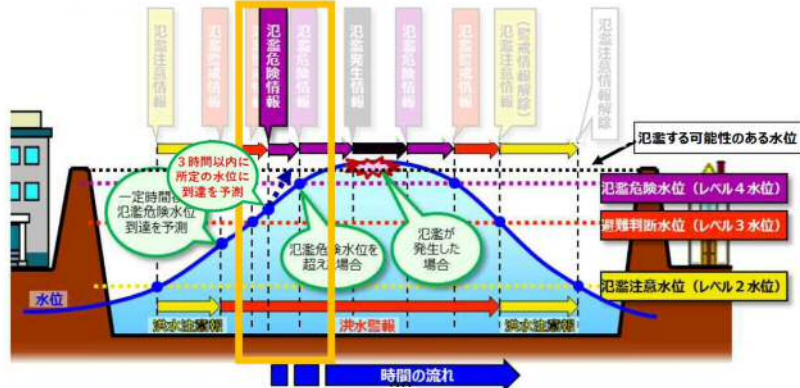 氾濫注意情報
氾濫警戒情報
氾濫危険情報
氾濫危険情報
氾濫発生情報
氾濫危険情報
氾濫警戒情報
氾濫注意情報
(警戒情報解除)
氾濫注意情報解除
氾濫する可能性のある水位
3時間以内に
所定の水位に
到達を予測
一定時間
氾濫危険水位
到達を予測
氾濫危険水位(レベル4水位)
避難判断水位(レベル3水位)
氾濫注意水位(レベル2水位)
氾濫危険水位を
超えた場合
氾濫が
発生した
場合
水位
洪水注意報
洪水警報
洪水注意報
時間の流れ